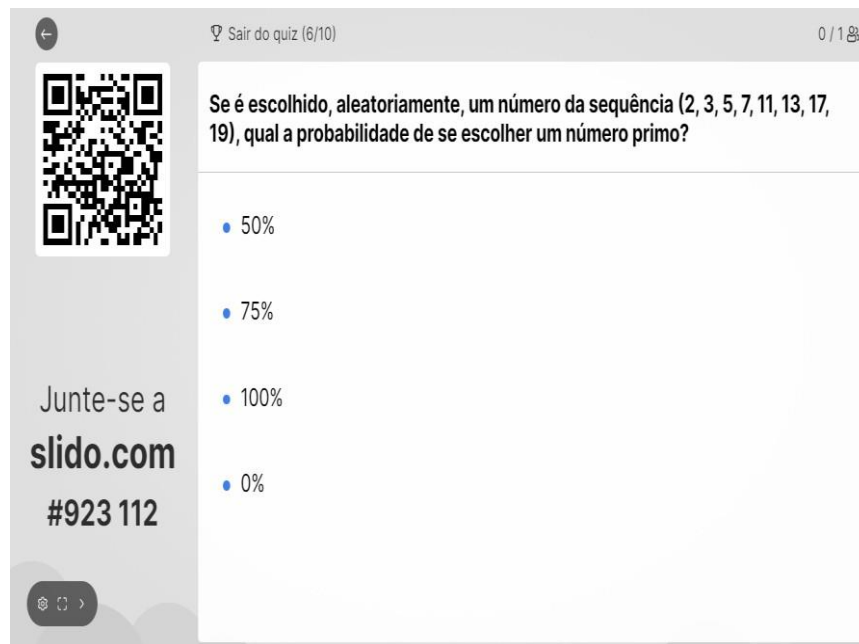 Sair do quiz (6/10)
0 / 1
Se é escolhido, aleatoriamente, um número da sequência (2, 3, 5, 7, 11, 13, 17,
19), qual a probabilidade de se escolher um número primo?
50%
75%
100%
0%
Junte-se a
slido.com
#923 112